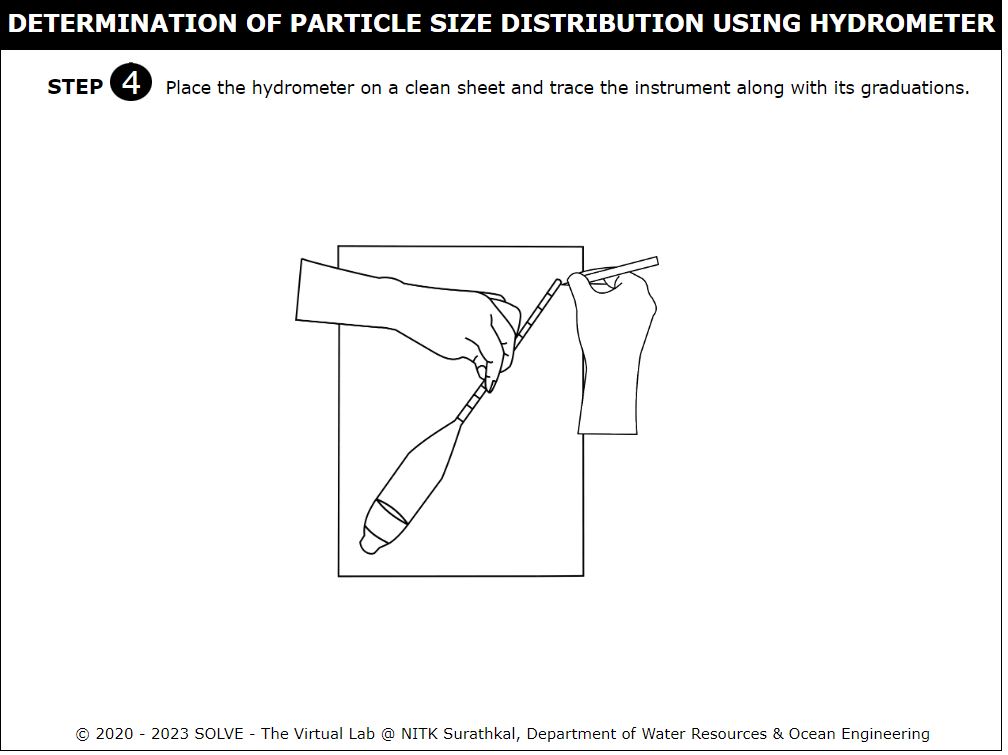 DETERMINATION OF PARTICLE SIZE DISTRIBUTION USING HYDROMETER
STEP 4 Place the hydrometer on a clean sheet and trace the instrument along with its graduations.
© 2020 - 2023 SOLVE - The Virtual Lab @ NITK Surathkal, Department of Water Resources & Ocean Engineering